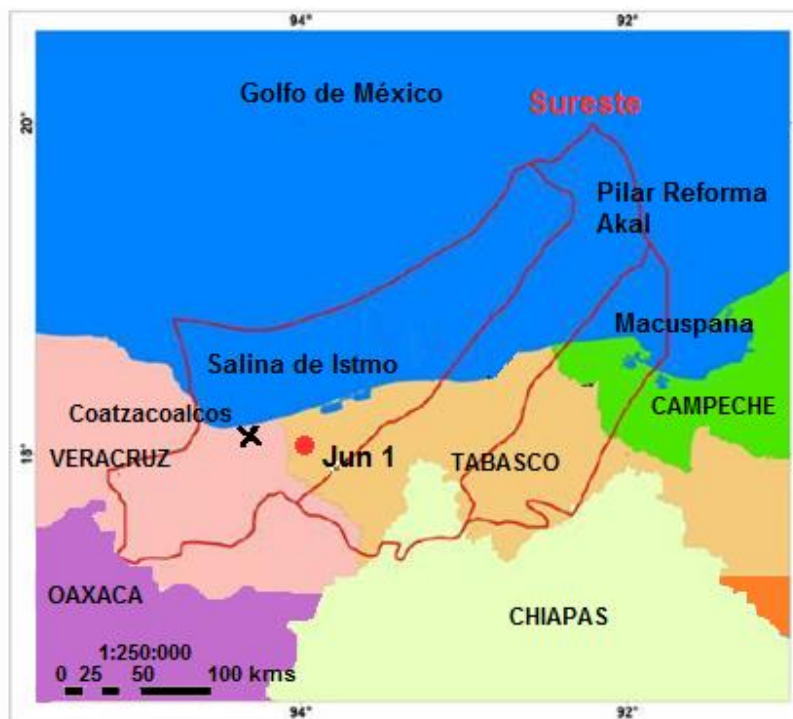 94°
92°
Golfo de México
Sureste
20°
Pilar Reforma
Akal
Macuspana
Salina de Istmo
Coatzacoalcos
CAMPECHE
18°
VERACRUZ
Jun 1
TABASCO
OAXACA
CHIAPAS
1:250:000
0 25 50 100 kms
94°
92°